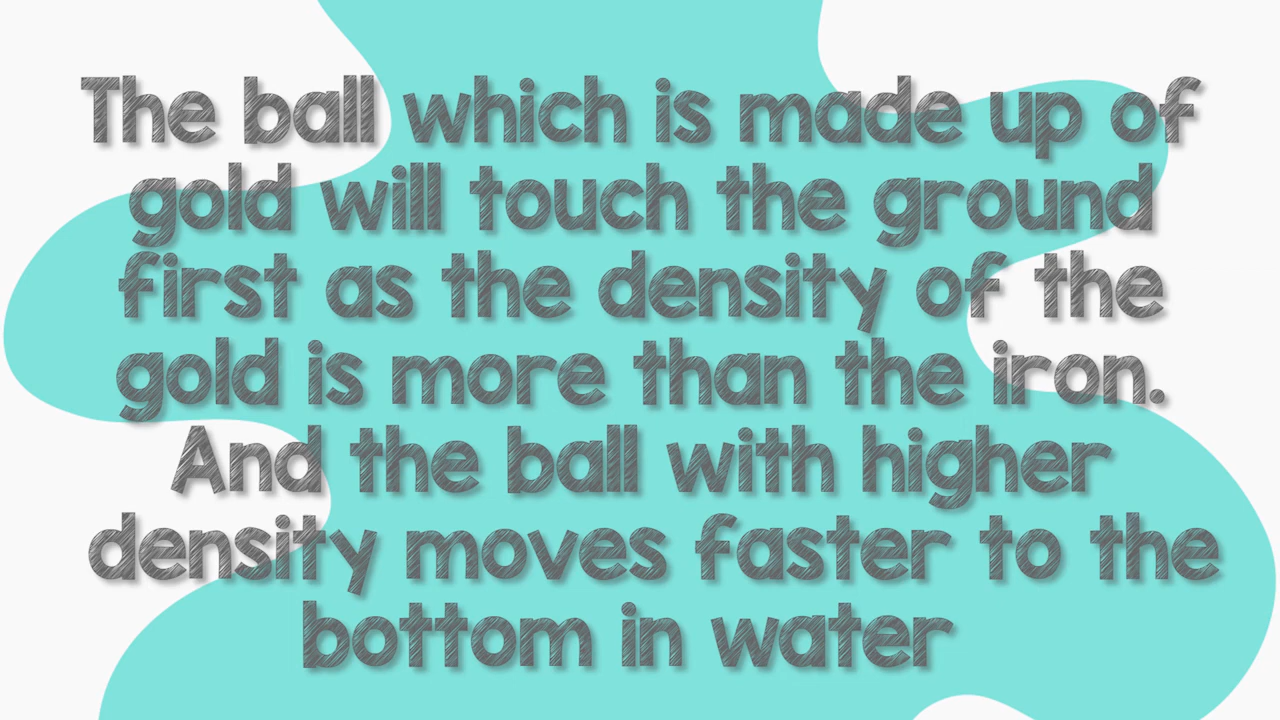 The ball which is made up of
gold will touch the ground
first as the density of the
gold is more than the iron.
And the ball with higher
density moves faster to the
bottom in water